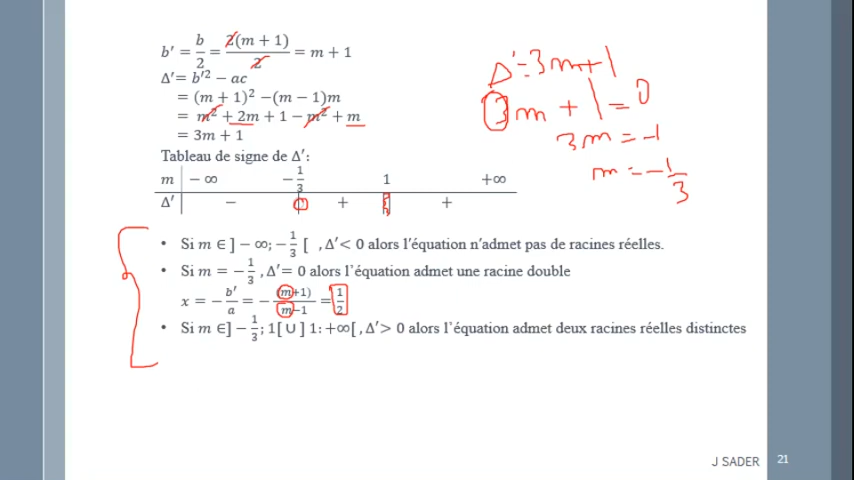 b′ = b/2 = 2(m + 1)/2 = m + 1
Δ′= b′² − ac
= (m + 1)² −(m − 1)m
= m² + 2m + 1 − m² + m
= 3m + 1
Tableau de signe de Δ′:
m − ∞ −1/3 1 +∞
Δ′ − 0 + +
• Si m ∈ ] − ∞; −1/3 [ , Δ′< 0 alors l'équation n'admet pas de racines réelles.
• Si m = −1/3 , Δ′= 0 alors l'équation admet une racine double
x = −b′/a = −(m+1)/(m−1) = 1/2
• Si m ∈] − 1/3; 1[ ∪ ] 1: +∞[ , Δ′> 0 alors l'équation admet deux racines réelles distinctes
Δ′=3m+1
3m + 1 = 0
3m = −1
m = −1/3
J SADER
21